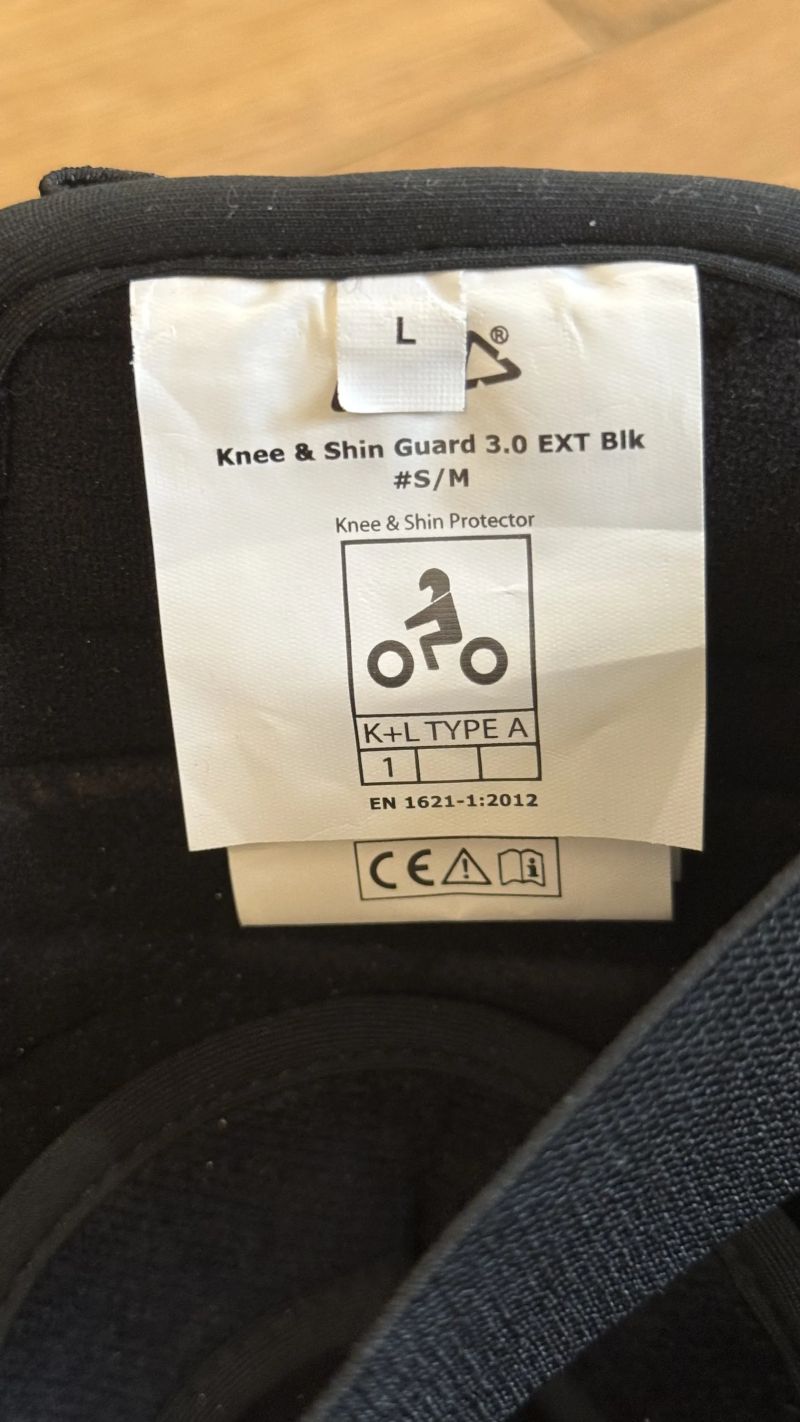 L
®
Knee & Shin Guard 3.0 EXT Blk
#S/M
Knee & Shin Protector
K+L TYPE A
1
EN 1621-1:2012
CE